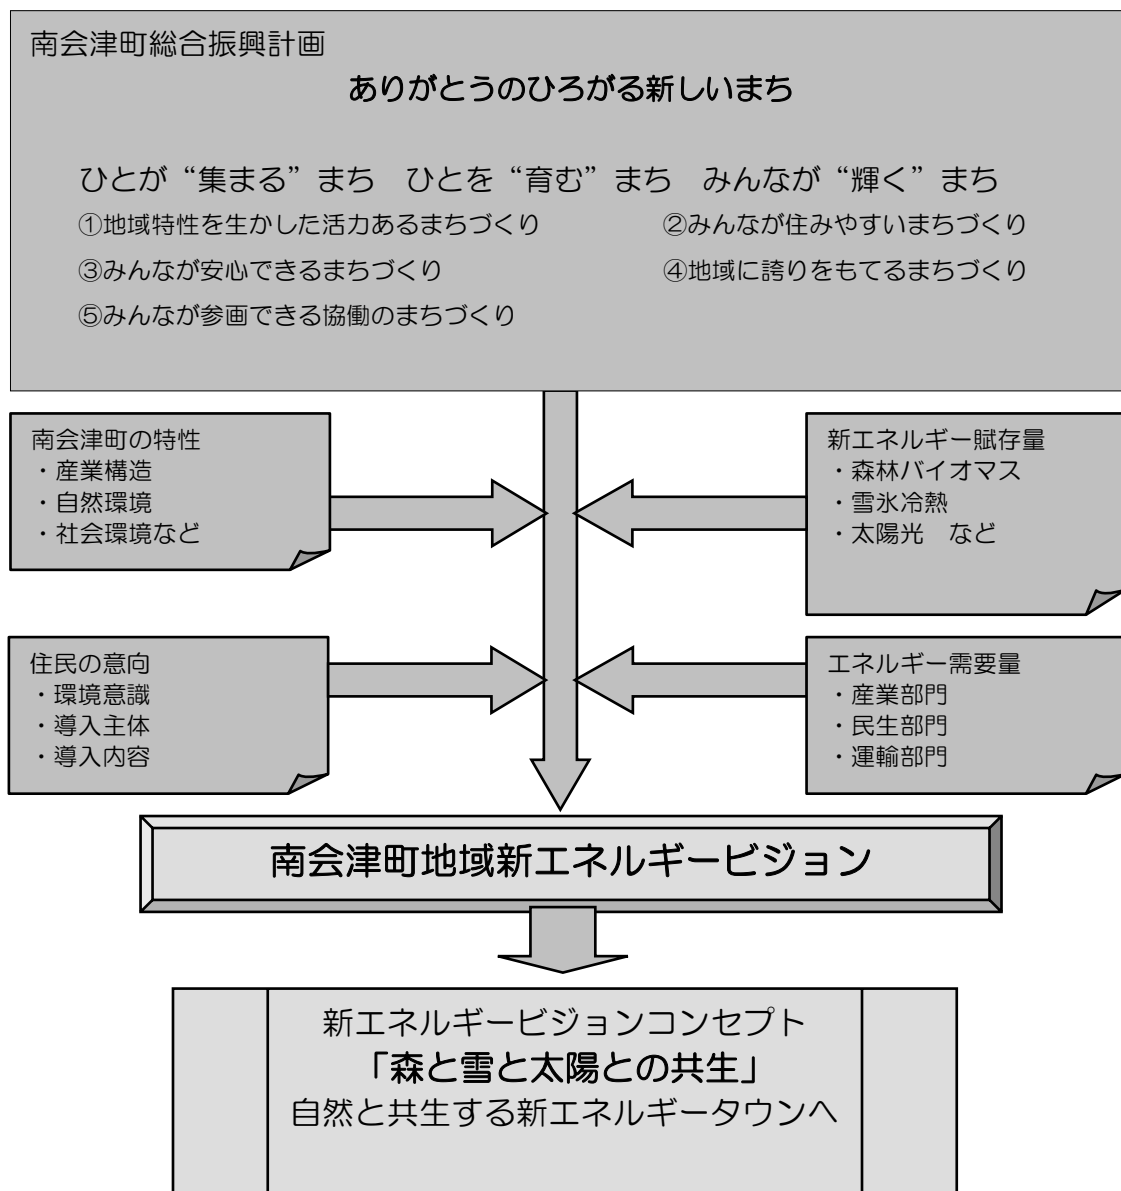 南会津町総合振興計画
ありがとうのひろがる新しいまち
ひとが“集まる”まち　ひとを“育む”まち　みんなが“輝く”まち
①地域特性を生かした活力あるまちづくり　②みんなが住みやすいまちづくり
③みんなが安心できるまちづくり　④地域に誇りをもてるまちづくり
⑤みんなが参画できる協働のまちづくり
南会津町の特性
・産業構造
・自然環境
・社会環境など
新エネルギー賦存量
・森林バイオマス
・雪氷冷熱
・太陽光　など
住民の意向
・環境意識
・導入主体
・導入内容
エネルギー需要量
・産業部門
・民生部門
・運輸部門
南会津町地域新エネルギービジョン
新エネルギービジョンコンセプト
「森と雪と太陽との共生」
自然と共生する新エネルギータウンへ